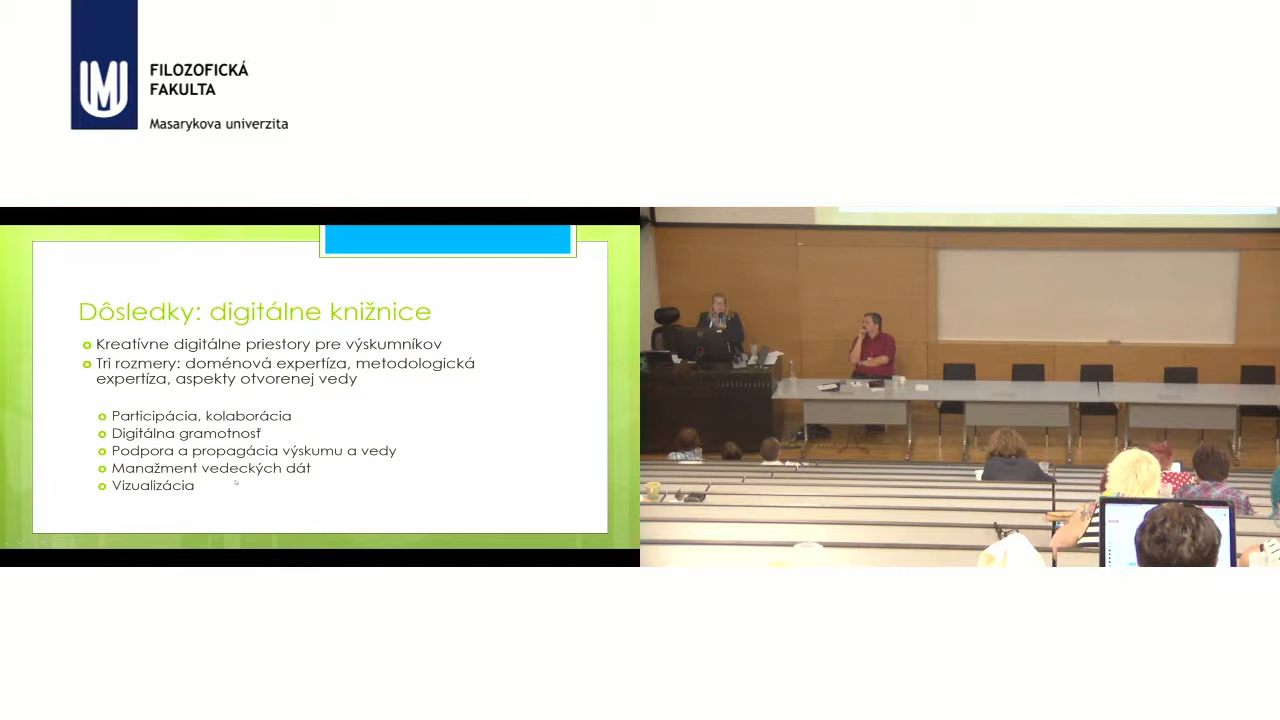 FILOZOFICKÁ
FAKULTA
Masarykova univerzita
Dôsledky: digitálne knižnice
Kreatívne digitálne priestory pre výskumníkov
Tri rozmery: doménová expertíza, metodologická
expertíza, aspekty otvorenej vedy
Participácia, kolaborácia
Digitálna gramotnosť
Podpora a propagácia výskumu a vedy
Manažment vedeckých dát
Vizualizácia